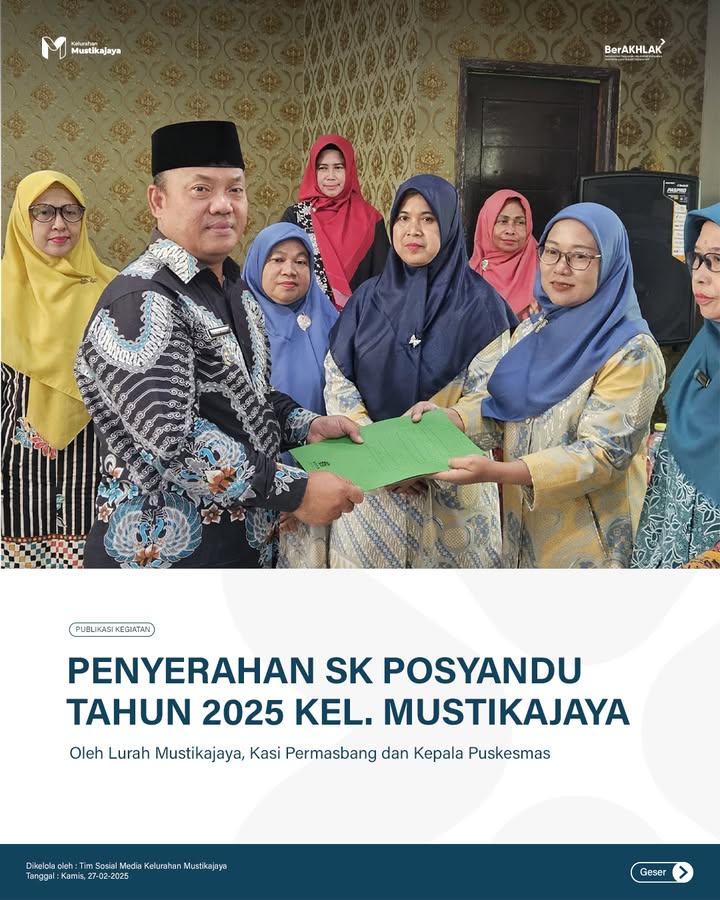 Kelurahan
Mustikajaya
BerAKHLAK
PUBLIKASI KEGIATAN
PENYERAHAN SK POSYANDU
TAHUN 2025 KEL. MUSTIKAJAYA
Oleh Lurah Mustikajaya, Kasi Permasbang dan Kepala Puskesmas
Dikelola oleh : Tim Sosial Media Kelurahan Mustikajaya
Tanggal : Kamis, 27-02-2025
Geser